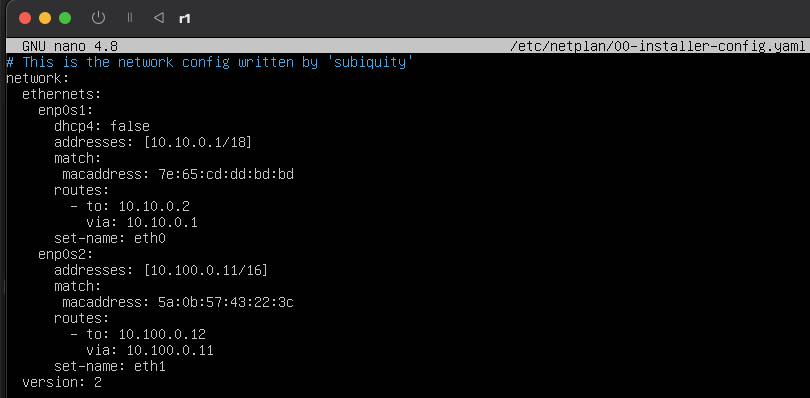 r1
GNU nano 4.8 /etc/netplan/00-installer-config.yaml
# This is the network config written by 'subiquity'
network:
  ethernets:
    enp0s1:
      dhcp4: false
      addresses: [10.10.0.1/18]
      match:
       macaddress: 7e:65:cd:dd:bd:bd
      routes:
        - to: 10.10.0.2
          via: 10.10.0.1
      set-name: eth0
    enp0s2:
      addresses: [10.100.0.11/16]
      match:
       macaddress: 5a:0b:57:43:22:3c
      routes:
        - to: 10.100.0.12
          via: 10.100.0.11
      set-name: eth1
  version: 2